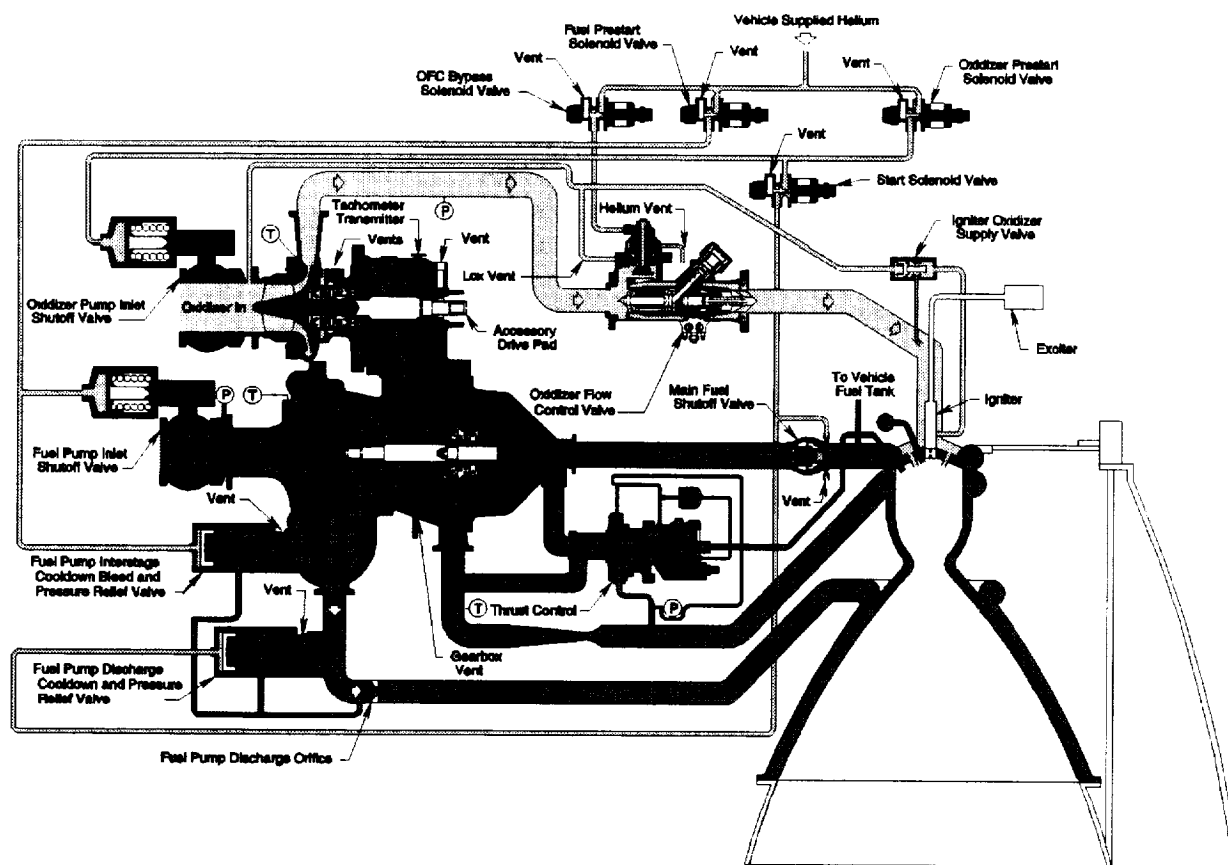 Vehicle Supplied Helium
Fuel Prestart
Solenoid Valve
Vent
Vent
Vent
Oxidizer Prestart
Solenoid Valve
OFC Bypass
Solenoid Valve
Vent
Start Solenoid Valve
Tachometer
Transmitter
Helium Vent
P
T
Vents
Vent
Igniter Oxidizer
Supply Valve
Lox Vent
Oxidizer Pump Inlet
Shutoff Valve
Oxidizer In
Accessory
Drive Pad
Exciter
To Vehicle
Fuel Tank
Oxidizer Flow
Control Valve
Main Fuel
Shutoff Valve
P
T
Igniter
Fuel Pump Inlet
Shutoff Valve
Vent
Vent
Fuel Pump Interstage
Cooldown Bleed and
Pressure Relief Valve
Vent
T
Thrust Control
P
Gearbox
Vent
Fuel Pump Discharge
Cooldown and Pressure
Relief Valve
Fuel Pump Discharge Orifice